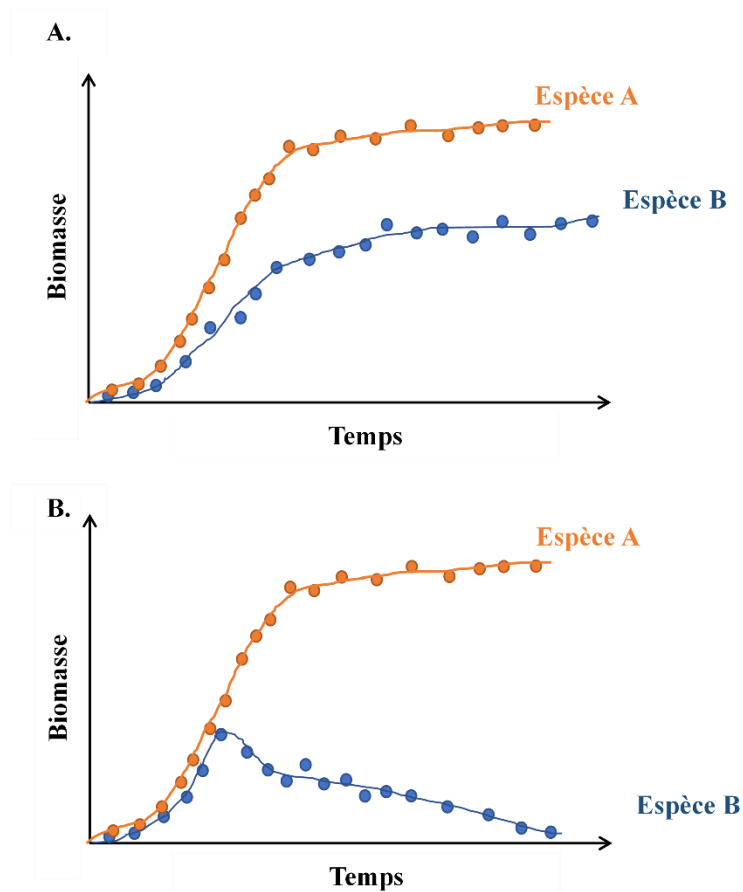 A.
Espèce A
Espèce B
Biomasse
Temps
B.
Espèce A
Biomasse
Espèce B
Temps